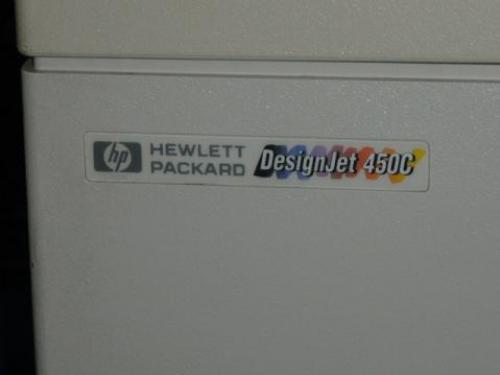 hp HEWLETT PACKARD DesignJet 450C